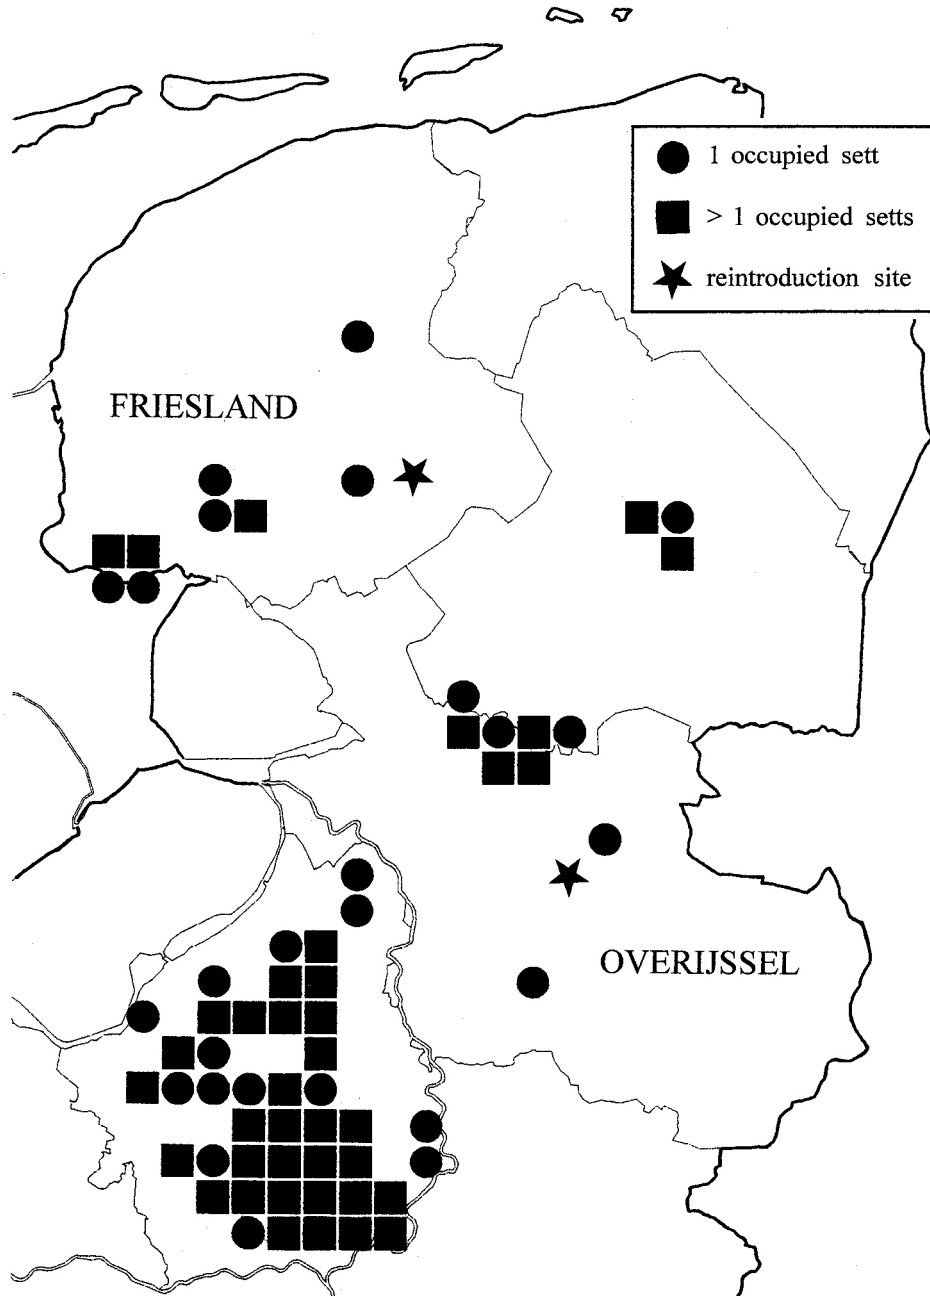 1 occupied sett
> 1 occupied setts
reintroduction site
FRIESLAND
OVERIJSSEL